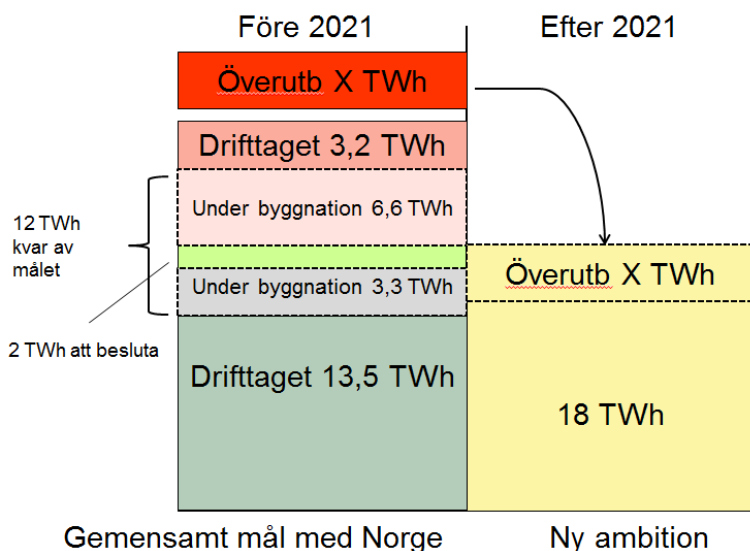 Före 2021
Efter 2021
Överutb X TWh
Drifttaget 3,2 TWh
Under byggnation 6,6 TWh
12 TWh
kvar av
målet
Överutb X TWh
Under byggnation 3,3 TWh
2 TWh att besluta
Drifttaget 13,5 TWh
18 TWh
Gemensamt mål med Norge
Ny ambition